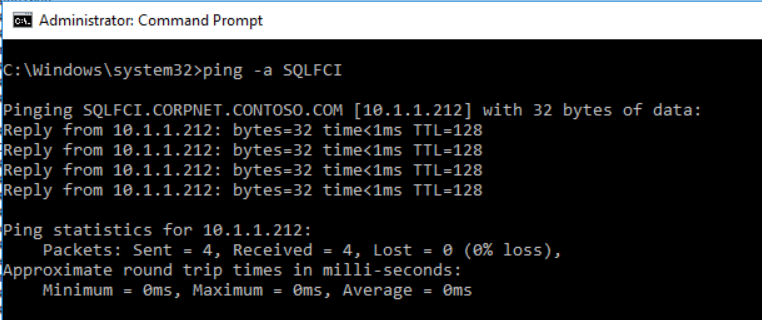 Administrator: Command Prompt
C:\Windows\system32>ping -a SQLFCI
Pinging SQLFCI.CORPNET.CONTOSO.COM [10.1.1.212] with 32 bytes of data:
Reply from 10.1.1.212: bytes=32 time<1ms TTL=128
Reply from 10.1.1.212: bytes=32 time<1ms TTL=128
Reply from 10.1.1.212: bytes=32 time<1ms TTL=128
Reply from 10.1.1.212: bytes=32 time<1ms TTL=128
Ping statistics for 10.1.1.212:
    Packets: Sent = 4, Received = 4, Lost = 0 (0% loss),
Approximate round trip times in milli-seconds:
    Minimum = 0ms, Maximum = 0ms, Average = 0ms